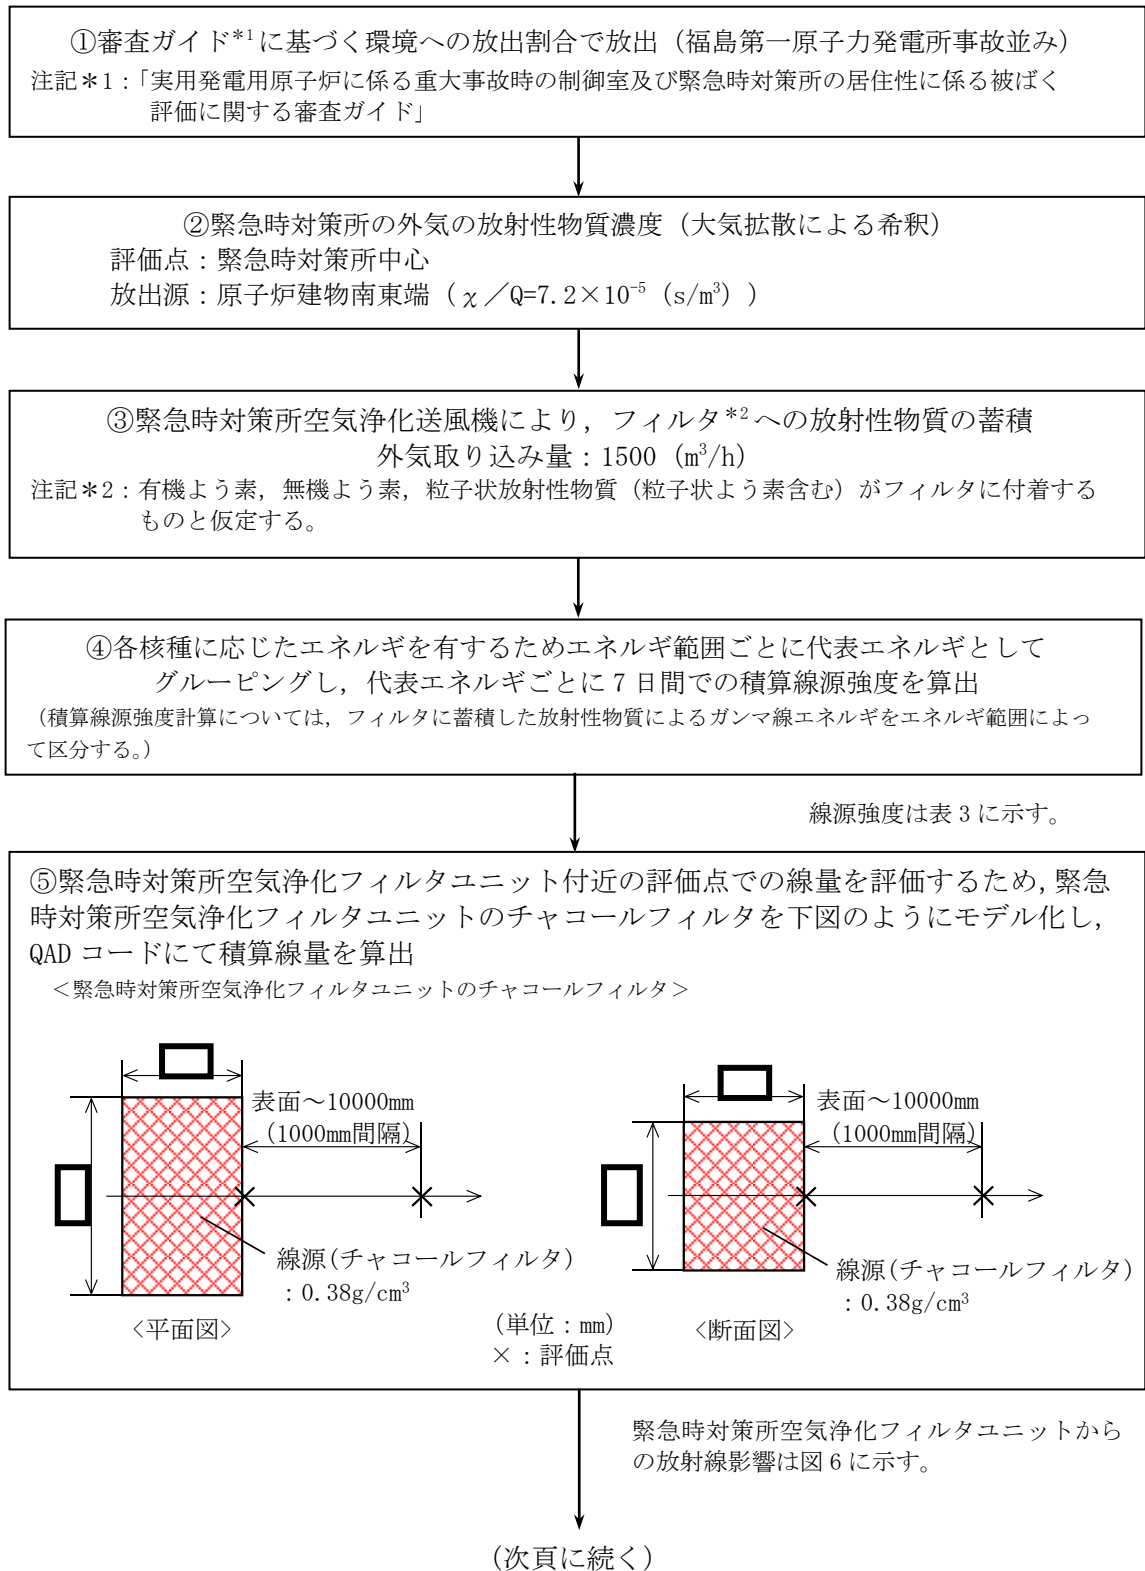 ①審査ガイド*1に基づく環境への放出割合で放出（福島第一原子力発電所事故並み）
注記＊1：「実用発電用原子炉に係る重大事故時の制御室及び緊急時対策所の居住性に係る被ばく
評価に関する審査ガイド」
②緊急時対策所の外気の放射性物質濃度（大気拡散による希釈）
評価点：緊急時対策所中心
放出源：原子炉建物南東端（χ／Q=7.2×10-5（s/m3））
③緊急時対策所空気浄化送風機により，フィルタ*2への放射性物質の蓄積
外気取り込み量：1500（m3/h）
注記＊2：有機よう素，無機よう素，粒子状放射性物質（粒子状よう素含む）がフィルタに付着する
ものと仮定する。
④各核種に応じたエネルギを有するためエネルギ範囲ごとに代表エネルギとして
グルーピングし，代表エネルギごとに7日間での積算線源強度を算出
（積算線源強度計算については，フィルタに蓄積した放射性物質によるガンマ線エネルギをエネルギ範囲によっ
て区分する。）
線源強度は表3に示す。
⑤緊急時対策所空気浄化フィルタユニット付近の評価点での線量を評価するため，緊急
時対策所空気浄化フィルタユニットのチャコールフィルタを下図のようにモデル化し，
QADコードにて積算線量を算出
＜緊急時対策所空気浄化フィルタユニットのチャコールフィルタ＞
表面～10000mm
（1000mm間隔）
線源(チャコールフィルタ)
：0.38g/cm3
<平面図>
表面～10000mm
（1000mm間隔）
線源(チャコールフィルタ)
：0.38g/cm3
<断面図>
（単位：mm）
×：評価点
緊急時対策所空気浄化フィルタユニットから
の放射線影響は図6に示す。
（次頁に続く）